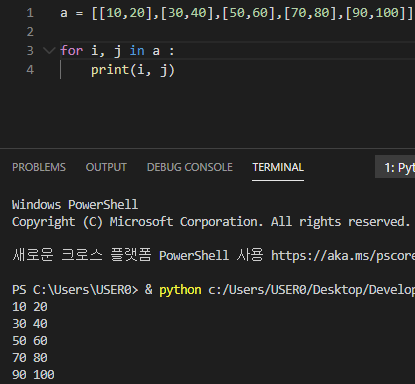 1 a = [[10,20],[30,40],[50,60],[70,80],[90,100]]
2
3 for i, j in a :
4 print(i, j)
PROBLEMS OUTPUT DEBUG CONSOLE TERMINAL 1: Pyt
Windows PowerShell
Copyright (C) Microsoft Corporation. All rights reserved.
새로운 크로스 플랫폼 PowerShell 사용 https://aka.ms/pscore
PS C:\Users\USER0> & python c:/Users/USER0/Desktop/Develop
10 20
30 40
50 60
70 80
90 100